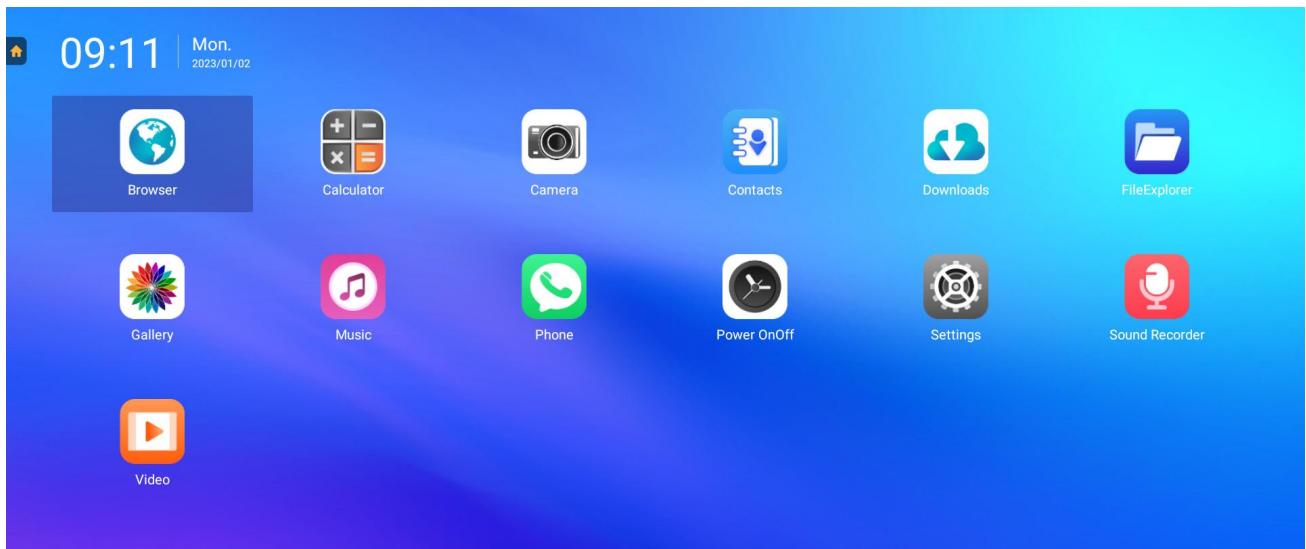 09:11
Mon.
2023/01/02
Browser
Calculator
Camera
Contacts
Downloads
FileExplorer
Gallery
Music
Phone
Power OnOff
Settings
Sound Recorder
Video